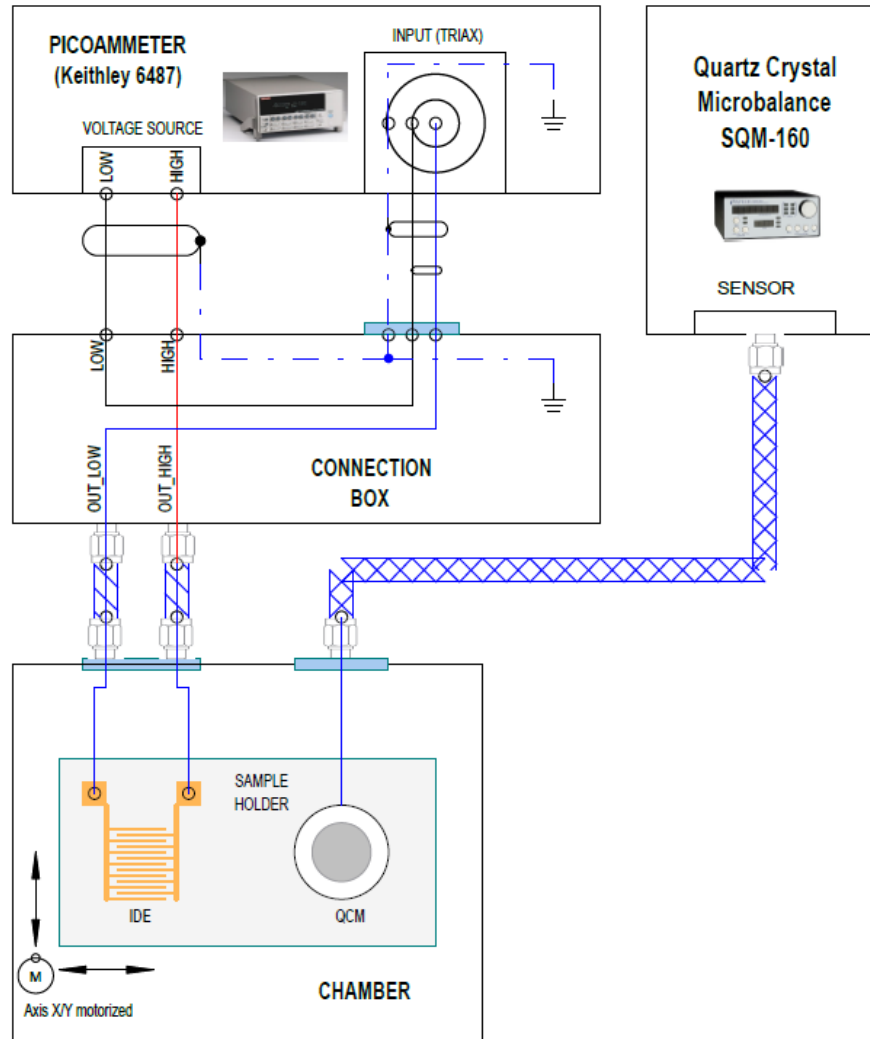 PICOAMMETER
(Keithley 6487)
INPUT (TRIAX)
VOLTAGE SOURCE
LOW
HIGH
Quartz Crystal
Microbalance
SQM-160
SENSOR
LOW
HIGH
OUT_LOW
OUT_HIGH
CONNECTION
BOX
SAMPLE
HOLDER
IDE
QCM
M
Axis X/Y motorized
CHAMBER